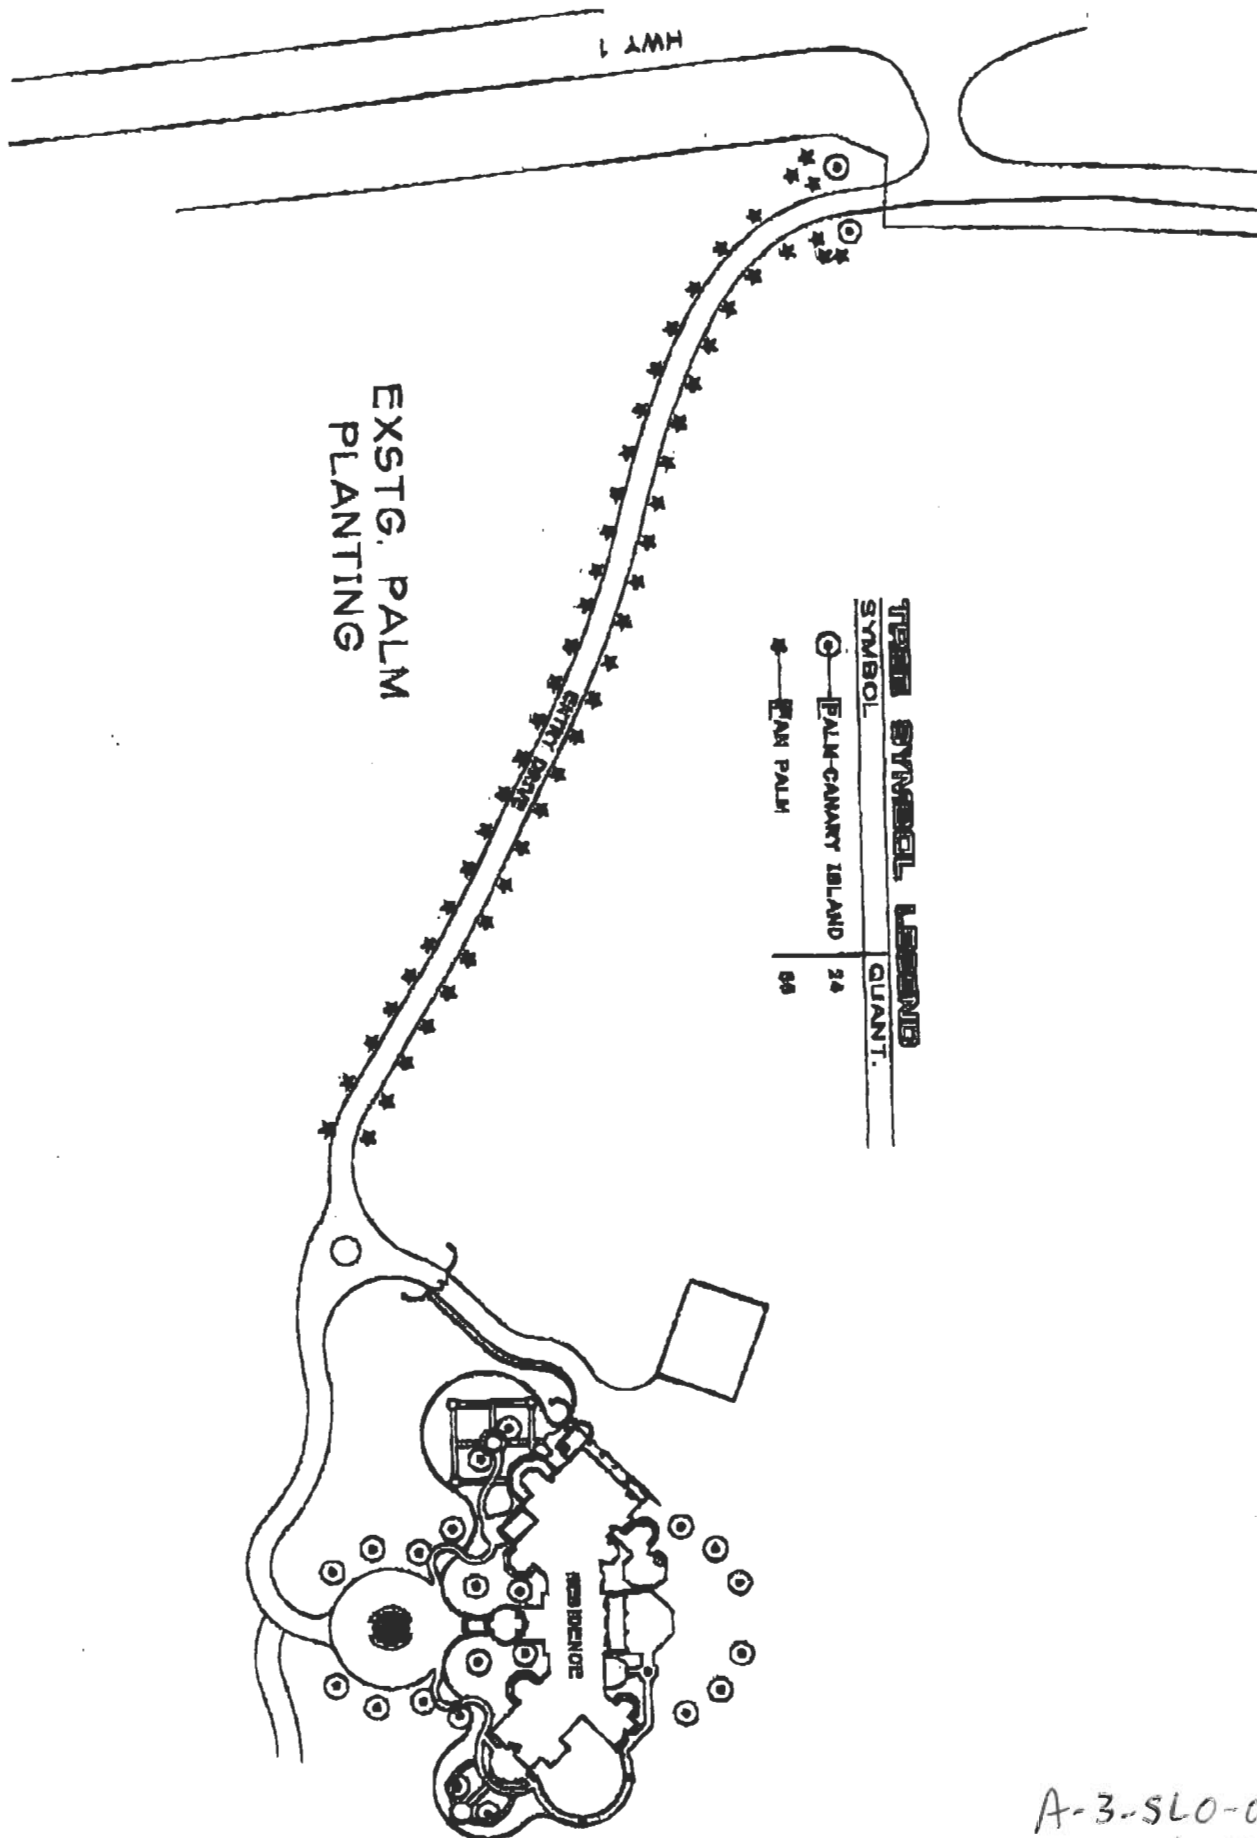 HWY 1
EXSTG. PALM
PLANTING
TREE SYMBOL LEGEND
SYMBOL QUANT.
PALM-CANARY ISLAND 24
FAN PALM
ENTRY DRIVE
RESIDENCE
A-3-SLO-0